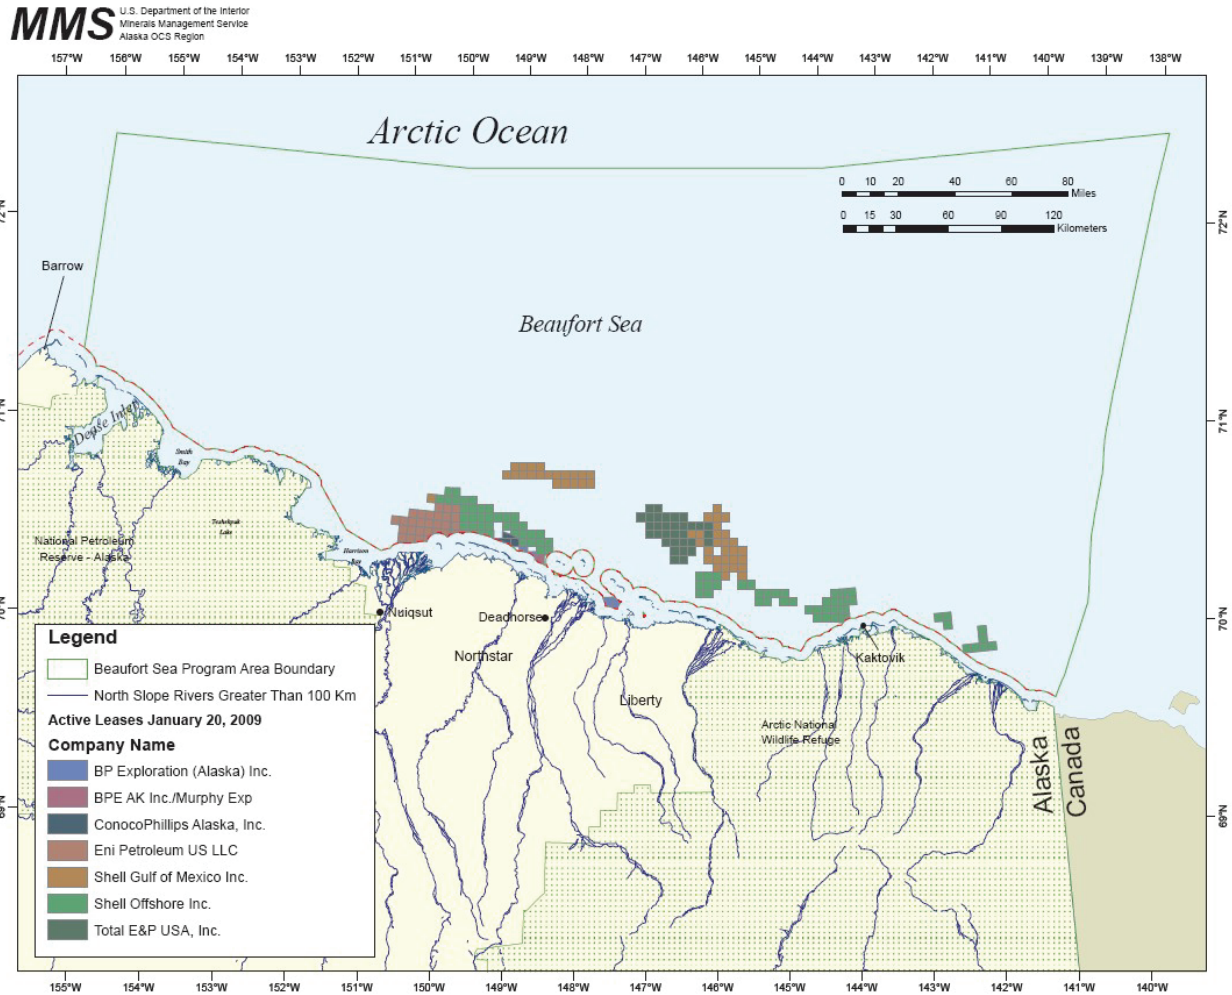 MMS
U.S. Department of the Interior
Minerals Management Service
Alaska OCS Region
157°W 156°W 155°W 154°W 153°W 152°W 151°W 150°W 149°W 148°W 147°W 146°W 145°W 144°W 143°W 142°W 141°W 140°W 139°W 138°W
Arctic Ocean
0 10 20 40 60 80
Miles
0 15 30 60 90 120
Kilometers
72°N
72°N
Barrow
Beaufort Sea
71°N
71°N
Dease Inlet
Smith
Bay
Teshekpuk
Lake
National Petroleum
Reserve - Alaska
Harrison
Bay
70°N
70°N
Nuiqsut
Deadhorse
Northstar
Liberty
Kaktovik
Arctic National
Wildlife Refuge
Alaska
Canada
69°N
69°N
Legend
Beaufort Sea Program Area Boundary
North Slope Rivers Greater Than 100 Km
Active Leases January 20, 2009
Company Name
BP Exploration (Alaska) Inc.
BPE AK Inc./Murphy Exp
ConocoPhillips Alaska, Inc.
Eni Petroleum US LLC
Shell Gulf of Mexico Inc.
Shell Offshore Inc.
Total E&P USA, Inc.
155°W 154°W 153°W 152°W 151°W 150°W 149°W 148°W 147°W 146°W 145°W 144°W 143°W 142°W 141°W 140°W